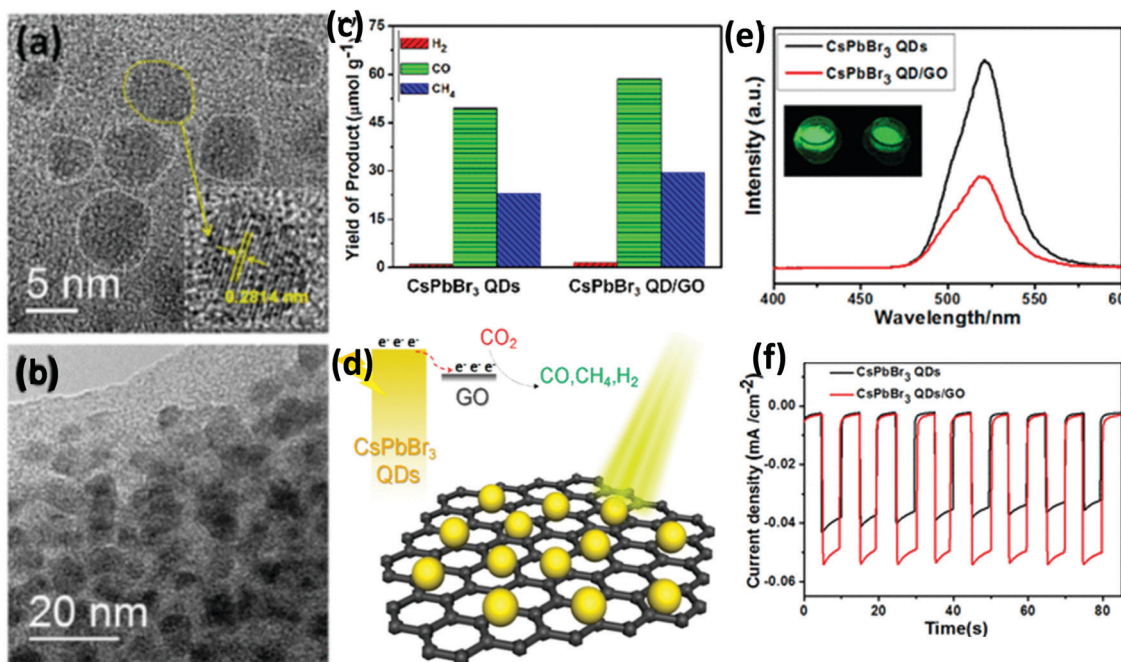 (a)
0.2814 nm
5 nm
(b)
20 nm
(c)
Yield of Product (μmol g⁻¹)
75
60
45
30
15
0
H₂
CO
CH₄
CsPbBr₃ QDs
CsPbBr₃ QD/GO
(d)
e⁻ e⁻ e⁻
e⁻ e⁻ e⁻
GO
CO₂
CO,CH₄,H₂
CsPbBr₃
QDs
(e)
Intensity (a.u.)
CsPbBr₃ QDs
CsPbBr₃ QD/GO
400
450
500
550
Wavelength/nm
(f)
Current density (mA /cm⁻²)
CsPbBr₃ QDs
CsPbBr₃ QDs/GO
0.00
-0.02
-0.04
-0.06
0
20
40
60
80
Time(s)